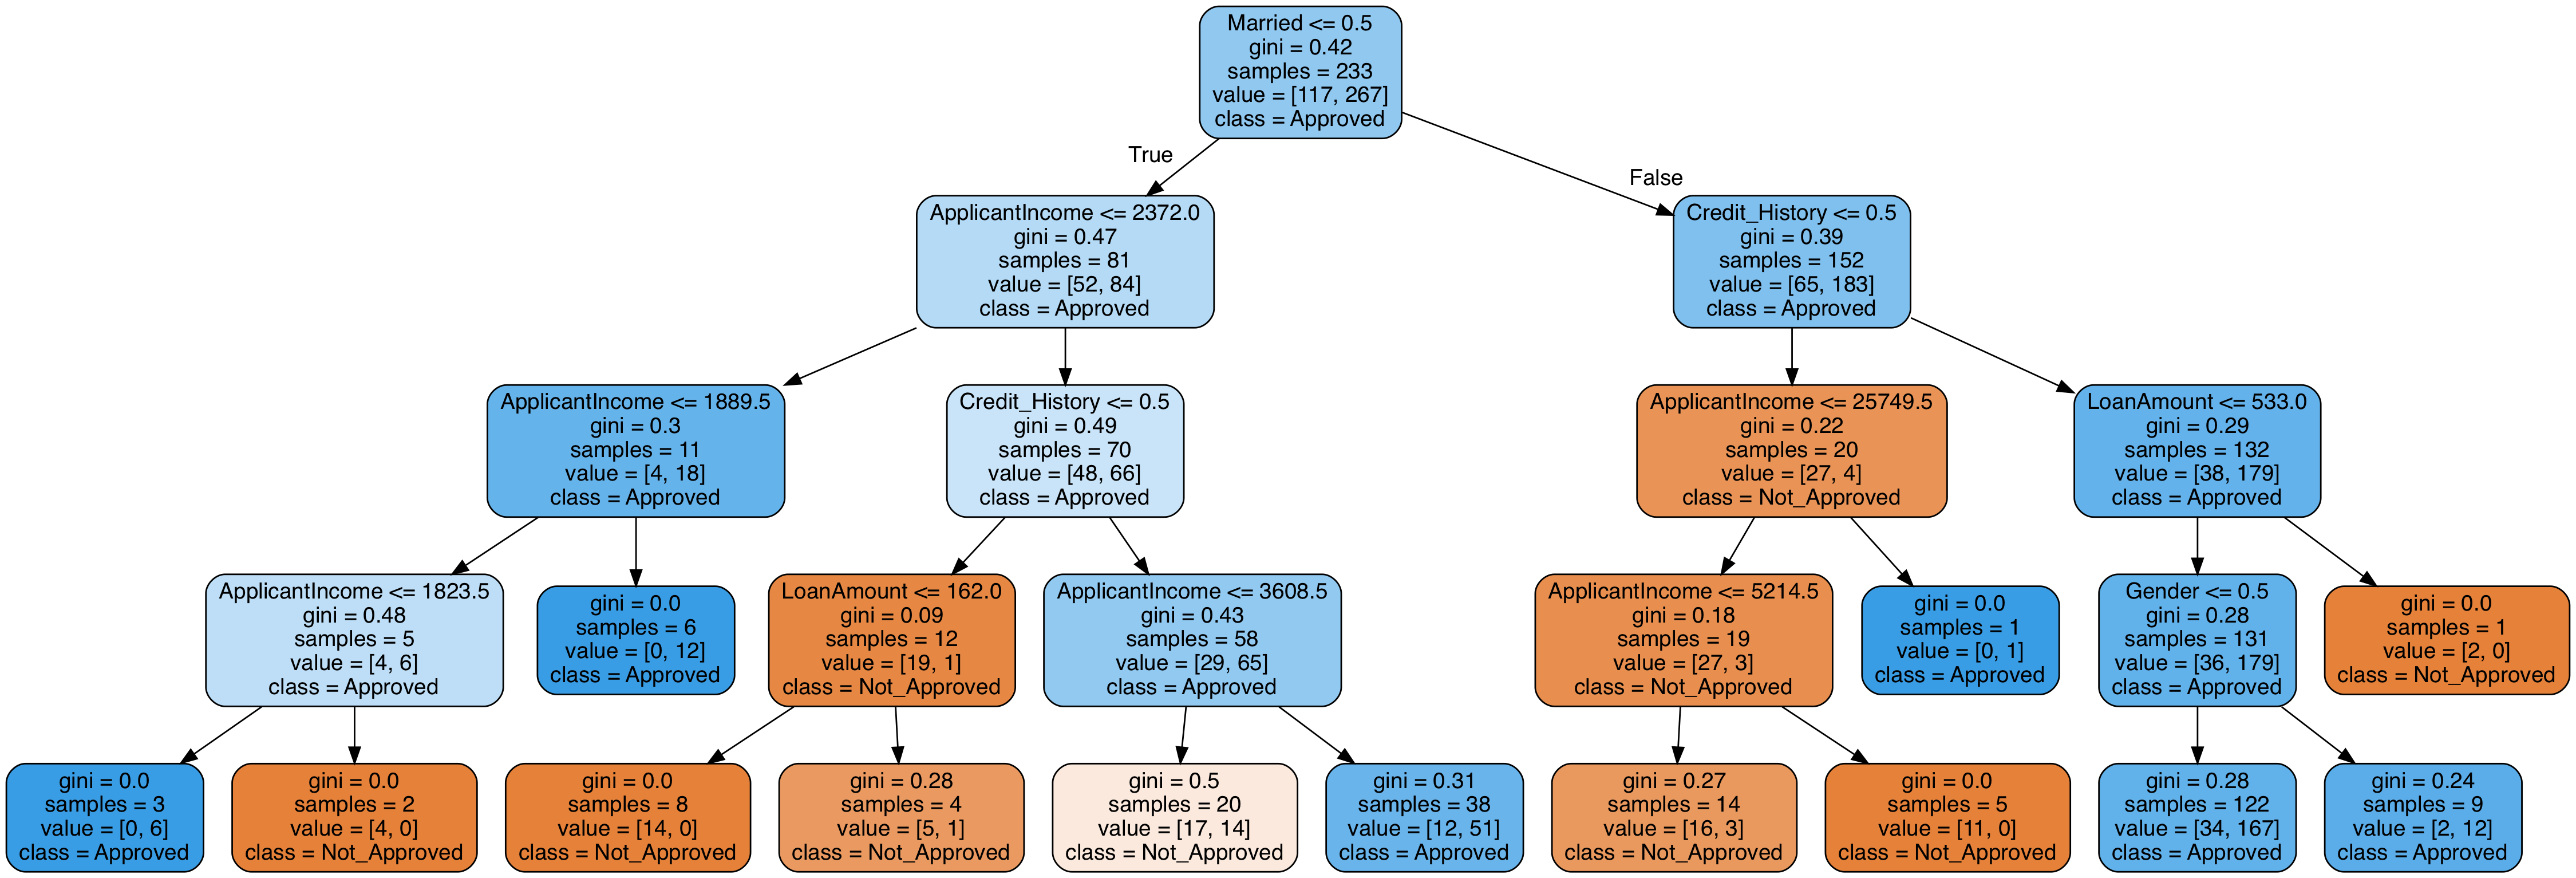 Married <= 0.5
gini = 0.42
samples = 233
value = [117, 267]
class = Approved
True
False
ApplicantIncome <= 2372.0
gini = 0.47
samples = 81
value = [52, 84]
class = Approved
Credit_History <= 0.5
gini = 0.39
samples = 152
value = [65, 183]
class = Approved
ApplicantIncome <= 1889.5
gini = 0.3
samples = 11
value = [4, 18]
class = Approved
Credit_History <= 0.5
gini = 0.49
samples = 70
value = [48, 66]
class = Approved
ApplicantIncome <= 25749.5
gini = 0.22
samples = 20
value = [27, 4]
class = Not_Approved
LoanAmount <= 533.0
gini = 0.29
samples = 132
value = [38, 179]
class = Approved
ApplicantIncome <= 1823.5
gini = 0.48
samples = 5
value = [4, 6]
class = Approved
gini = 0.0
samples = 6
value = [0, 12]
class = Approved
LoanAmount <= 162.0
gini = 0.09
samples = 12
value = [19, 1]
class = Not_Approved
ApplicantIncome <= 3608.5
gini = 0.43
samples = 58
value = [29, 65]
class = Approved
ApplicantIncome <= 5214.5
gini = 0.18
samples = 19
value = [27, 3]
class = Not_Approved
gini = 0.0
samples = 1
value = [0, 1]
class = Approved
Gender <= 0.5
gini = 0.28
samples = 131
value = [36, 179]
class = Approved
gini = 0.0
samples = 1
value = [2, 0]
class = Not_Approved
gini = 0.0
samples = 3
value = [0, 6]
class = Approved
gini = 0.0
samples = 2
value = [4, 0]
class = Not_Approved
gini = 0.0
samples = 8
value = [14, 0]
class = Not_Approved
gini = 0.28
samples = 4
value = [5, 1]
class = Not_Approved
gini = 0.5
samples = 20
value = [17, 14]
class = Not_Approved
gini = 0.31
samples = 38
value = [12, 51]
class = Approved
gini = 0.27
samples = 14
value = [16, 3]
class = Not_Approved
gini = 0.0
samples = 5
value = [11, 0]
class = Not_Approved
gini = 0.28
samples = 122
value = [34, 167]
class = Approved
gini = 0.24
samples = 9
value = [2, 12]
class = Approved